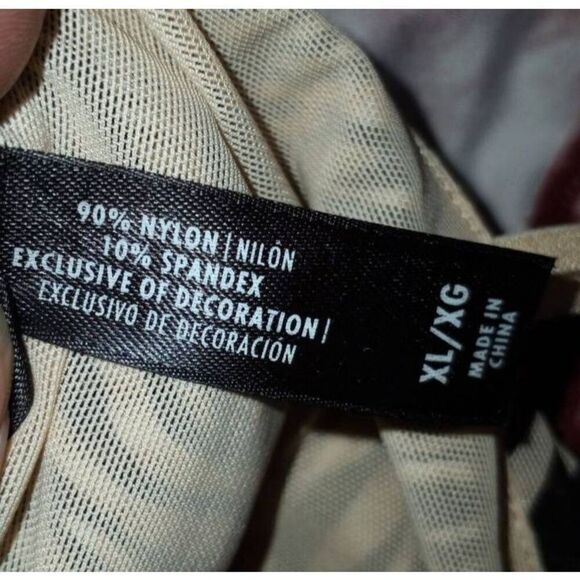 90% NYLON | NILÓN
10% SPANDEX
EXCLUSIVE OF DECORATION |
EXCLUSIVO DE DECORACIÓN
XL/XG
MADE IN
CHINA